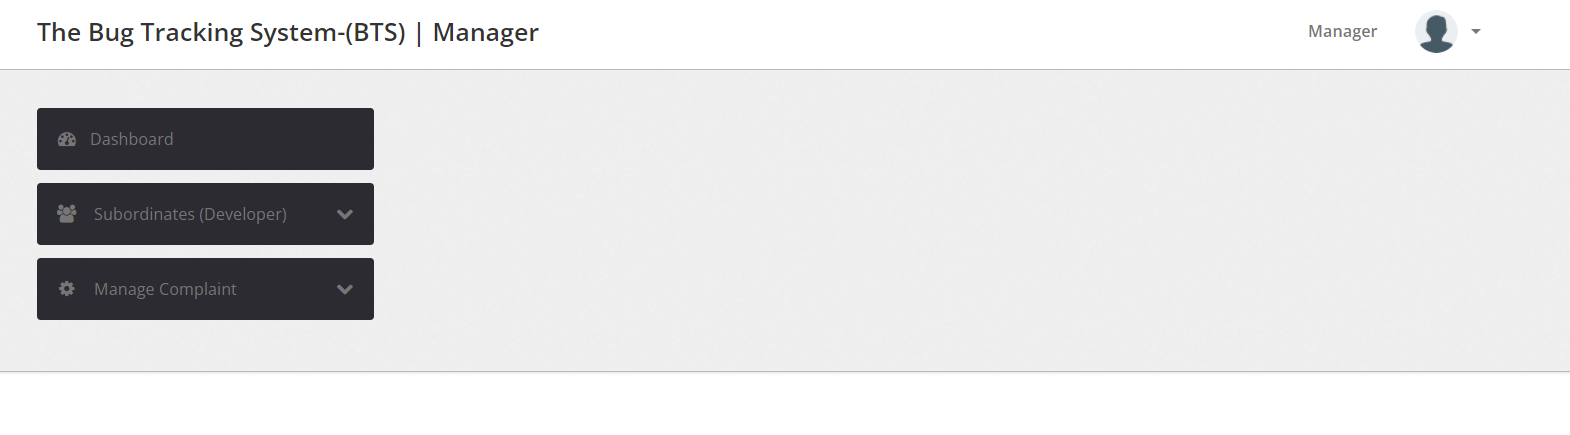 The Bug Tracking System-(BTS) | Manager
Manager
Dashboard
Subordinates (Developer)
Manage Complaint